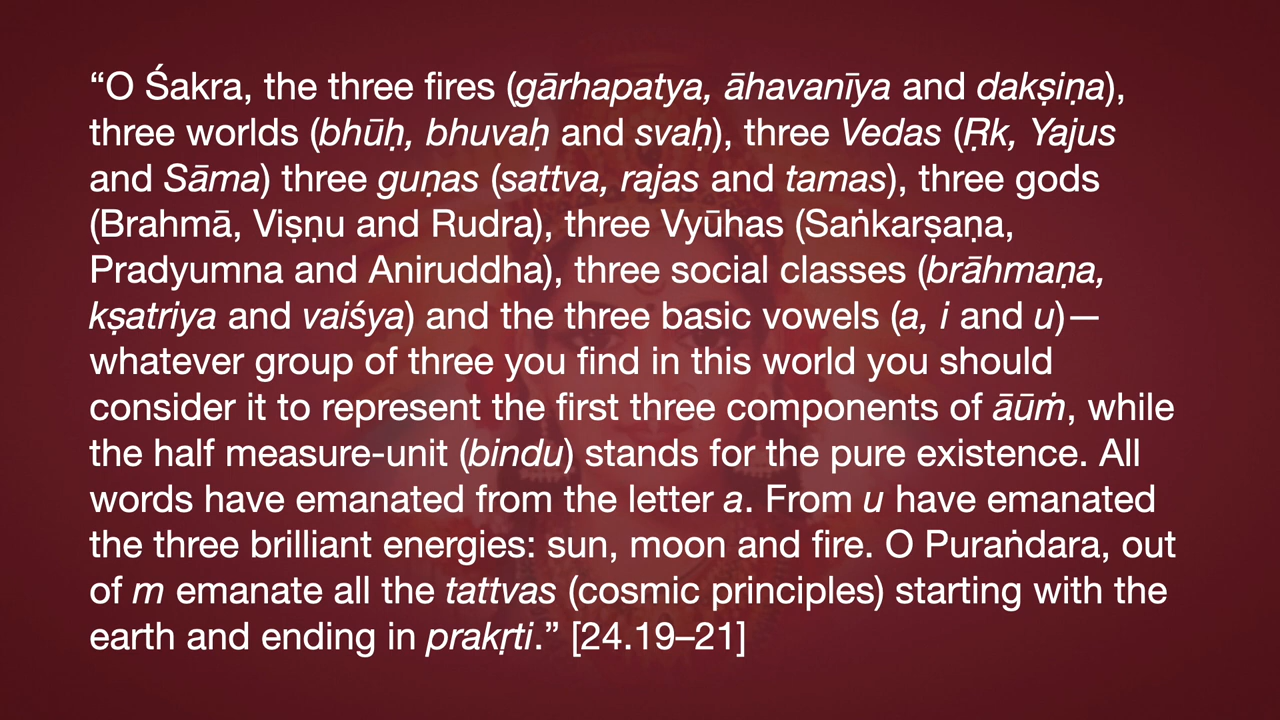 “O Śakra, the three fires (gārhapatya, āhavanīya and dakṣiṇa),
three worlds (bhūḥ, bhuvaḥ and svaḥ), three Vedas (Ṛk, Yajus
and Sāma) three guṇas (sattva, rajas and tamas), three gods
(Brahmā, Viṣṇu and Rudra), three Vyūhas (Saṅkarṣaṇa,
Pradyumna and Aniruddha), three social classes (brāhmaṇa,
kṣatriya and vaiśya) and the three basic vowels (a, i and u)—
whatever group of three you find in this world you should
consider it to represent the first three components of āūṁ, while
the half measure-unit (bindu) stands for the pure existence. All
words have emanated from the letter a. From u have emanated
the three brilliant energies: sun, moon and fire. O Puraṅdara, out
of m emanate all the tattvas (cosmic principles) starting with the
earth and ending in prakṛti.” [24.19–21]